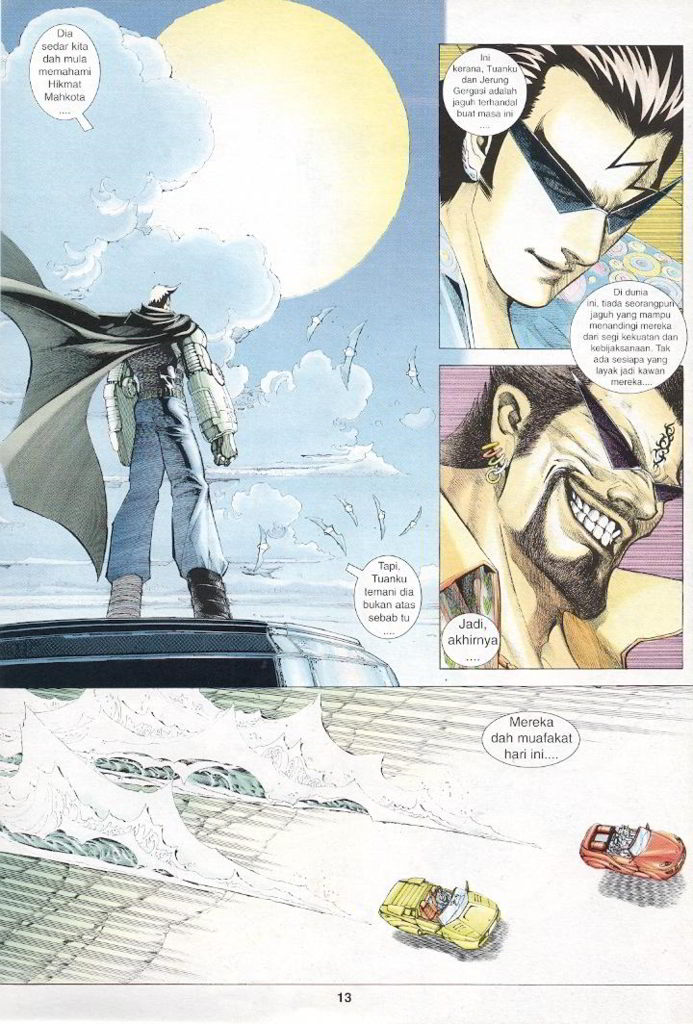 Dia
sedar kita
dah mula
memahami
Hikmat
Mahkota
....
Tapi,
Tuanku
temani dia
bukan atas
sebab tu
....
Ini
kerana, Tuanku
dan Jerung
Gergasi adalah
jaguh terhandal
buat masa ini
....
Di dunia
ini, tiada seorangpun
jaguh yang mampu
menandingi mereka
dari segi kekuatan dan
kebijaksanaan. Tak
ada sesiapa yang
layak jadi kawan
mereka....
Jadi,
akhirnya
....
Mereka
dah muafakat
hari ini....
13